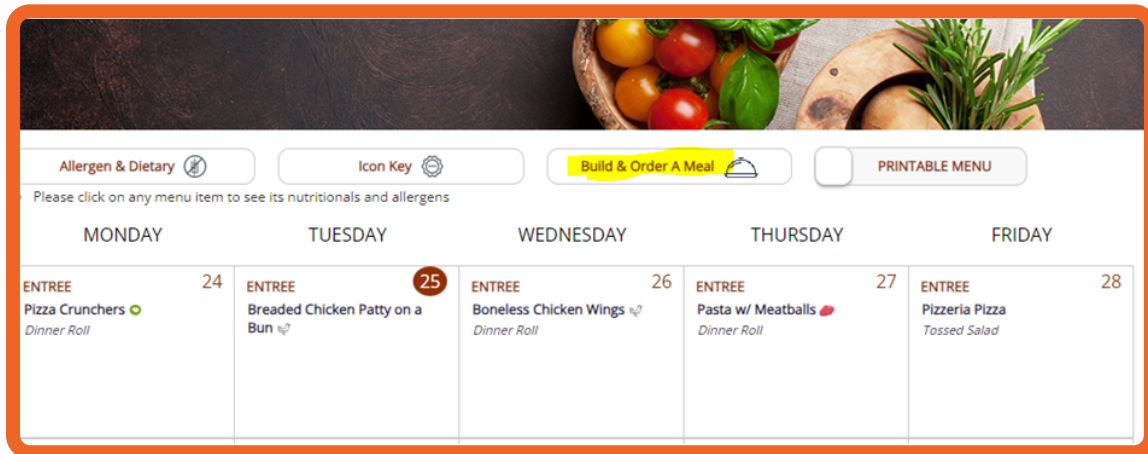 Allergen & Dietary
Icon Key
Build & Order A Meal
PRINTABLE MENU
Please click on any menu item to see its nutritionals and allergens
MONDAY
TUESDAY
WEDNESDAY
THURSDAY
FRIDAY
ENTREE 24
Pizza Crunchers
Dinner Roll
ENTREE 25
Breaded Chicken Patty on a
Bun
ENTREE 26
Boneless Chicken Wings
Dinner Roll
ENTREE 27
Pasta w/ Meatballs
Dinner Roll
ENTREE 28
Pizzeria Pizza
Tossed Salad